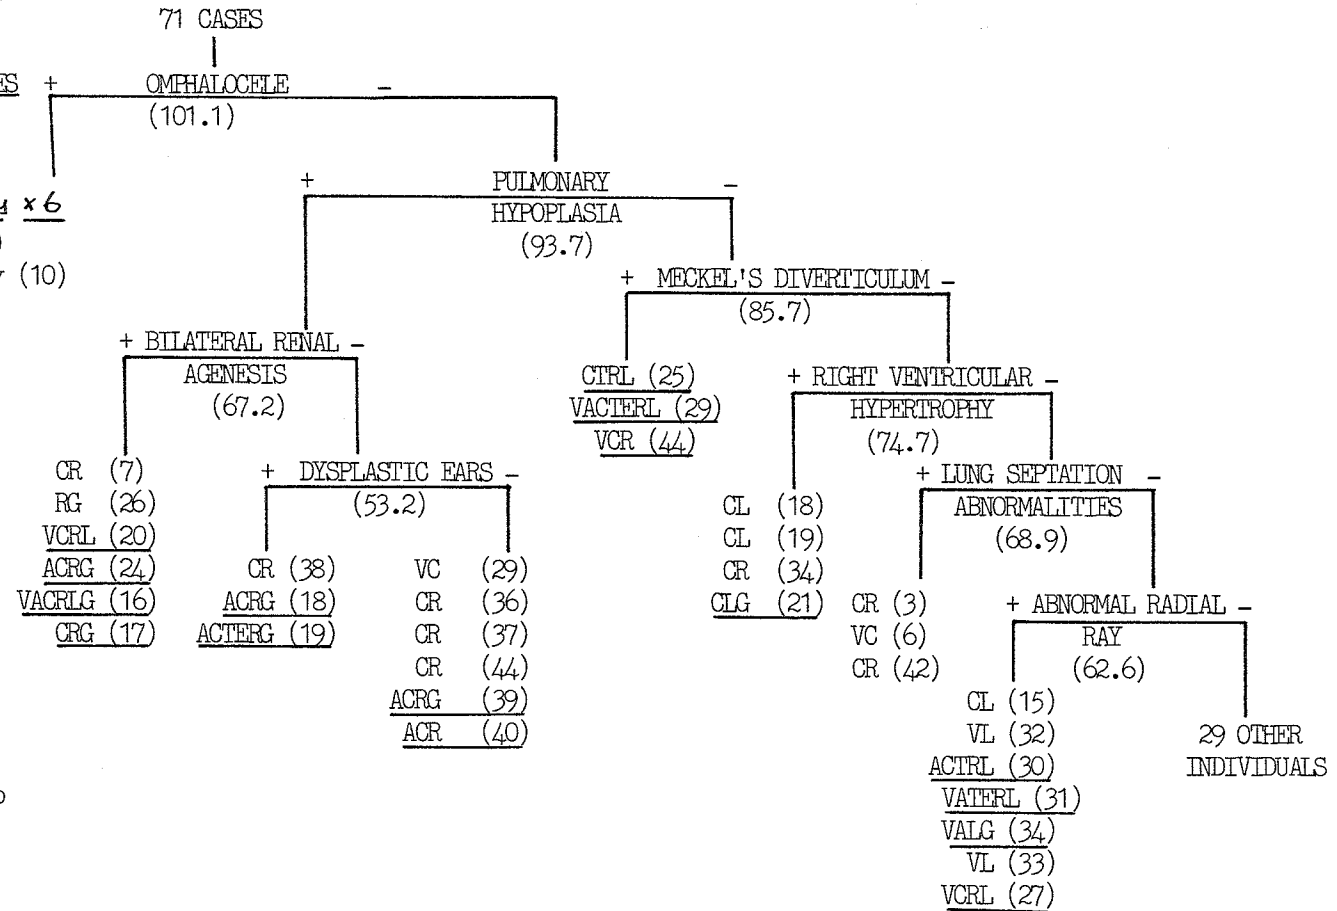 71 CASES
ES + OMPHALOCELE -
(101.1)
+ PULMONARY -
HYPOPLASIA
(93.7)
x6
(10)
+ MECKEL'S DIVERTICULUM -
(85.7)
+ BILATERAL RENAL -
AGENESIS
(67.2)
CTRL (25)
VACTERL (29)
VCR (44)
+ RIGHT VENTRICULAR -
HYPERTROPHY
(74.7)
CR (7)
RG (26)
VCRL (20)
ACRG (24)
VACRLG (16)
CRG (17)
+ DYSPLASTIC EARS -
(53.2)
CR (38)
ACRG (18)
ACTERG (19)
VC (29)
CR (36)
CR (37)
CR (44)
ACRG (39)
ACR (40)
CL (18)
CL (19)
CR (34)
CLG (21)
+ LUNG SEPTATION -
ABNORMALITIES
(68.9)
CR (3)
VC (6)
CR (42)
+ ABNORMAL RADIAL -
RAY
(62.6)
CL (15)
VL (32)
ACTRL (30)
VATERL (31)
VALG (34)
VL (33)
VCRL (27)
29 OTHER
INDIVIDUALS